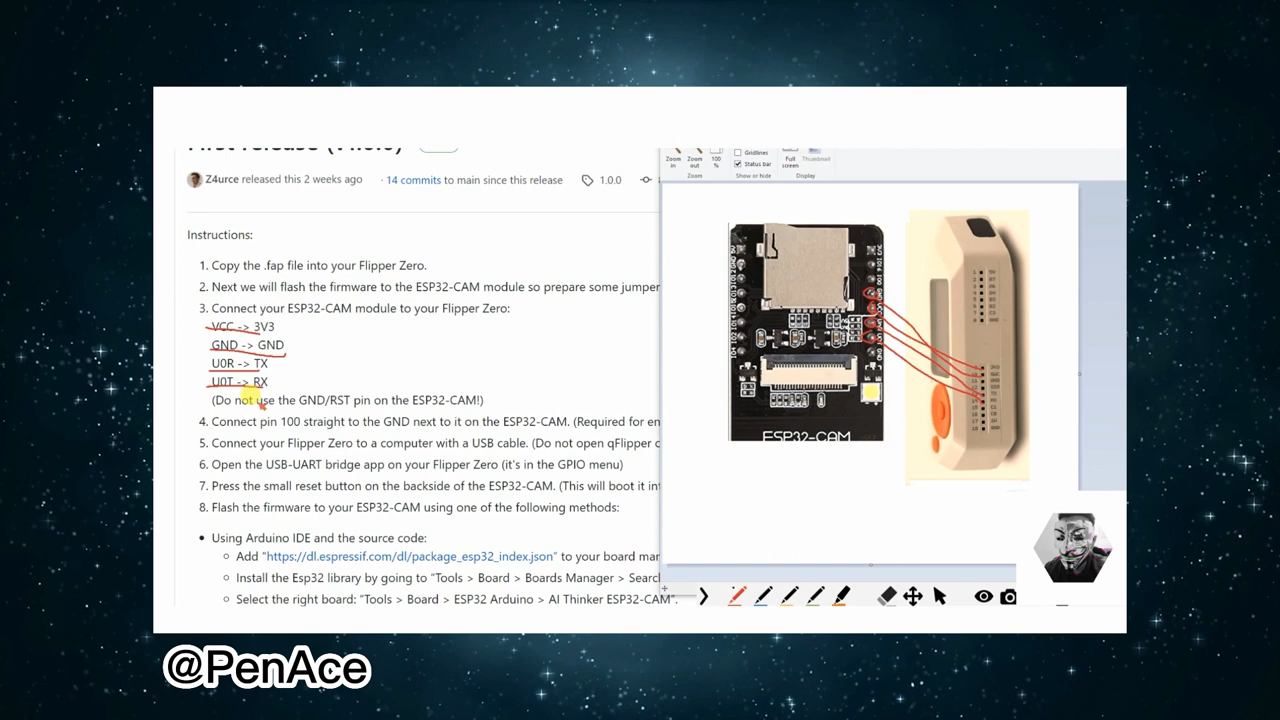 First release (V1.0.0)
Z4urce released this 2 weeks ago · 14 commits to main since this release 1.0.0
Instructions:
1. Copy the .fap file into your Flipper Zero.
2. Next we will flash the firmware to the ESP32-CAM module so prepare some jumper
3. Connect your ESP32-CAM module to your Flipper Zero:
VCC -> 3V3
GND -> GND
U0R -> TX
U0T -> RX
(Do not use the GND/RST pin on the ESP32-CAM!)
4. Connect pin 100 straight to the GND next to it on the ESP32-CAM. (Required for en
5. Connect your Flipper Zero to a computer with a USB cable. (Do not open qFlipper o
6. Open the USB-UART bridge app on your Flipper Zero (it's in the GPIO menu)
7. Press the small reset button on the backside of the ESP32-CAM. (This will boot it int
8. Flash the firmware to your ESP32-CAM using one of the following methods:
Using Arduino IDE and the source code:
Add "https://dl.espressif.com/dl/package_esp32_index.json" to your board mar
Install the Esp32 library by going to "Tools > Board > Boards Manager > Search
Select the right board: "Tools > Board > ESP32 Arduino > AI Thinker ESP32-CAM".
Zoom in
Zoom out
100 %
Gridlines
Status bar
Full screen
Thumbnail
Zoom
Show or hide
Display
ESP32-CAM
@PenAce